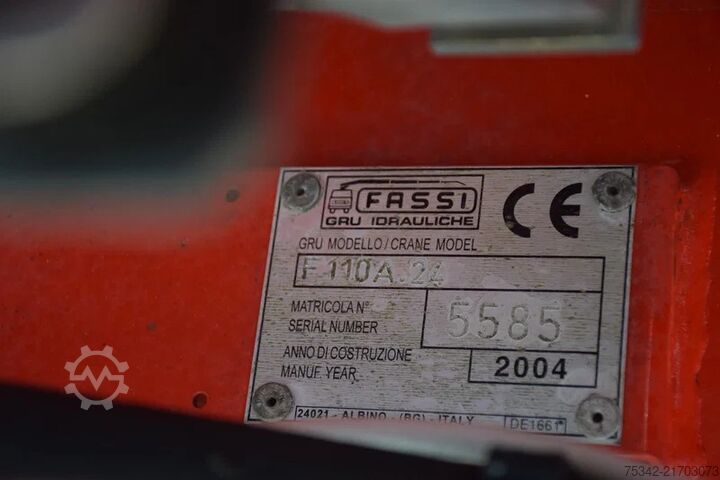 FASSI
GRU IDRAULICHE
CE
GRU MODELLO/CRANE MODEL
F.110A.24
MATRICOLA N°
SERIAL NUMBER
5585
ANNO DI COSTRUZIONE
MANUF. YEAR
2004
24021 - ALBINO - (BG) - ITALY
DE1661
75342-21703073